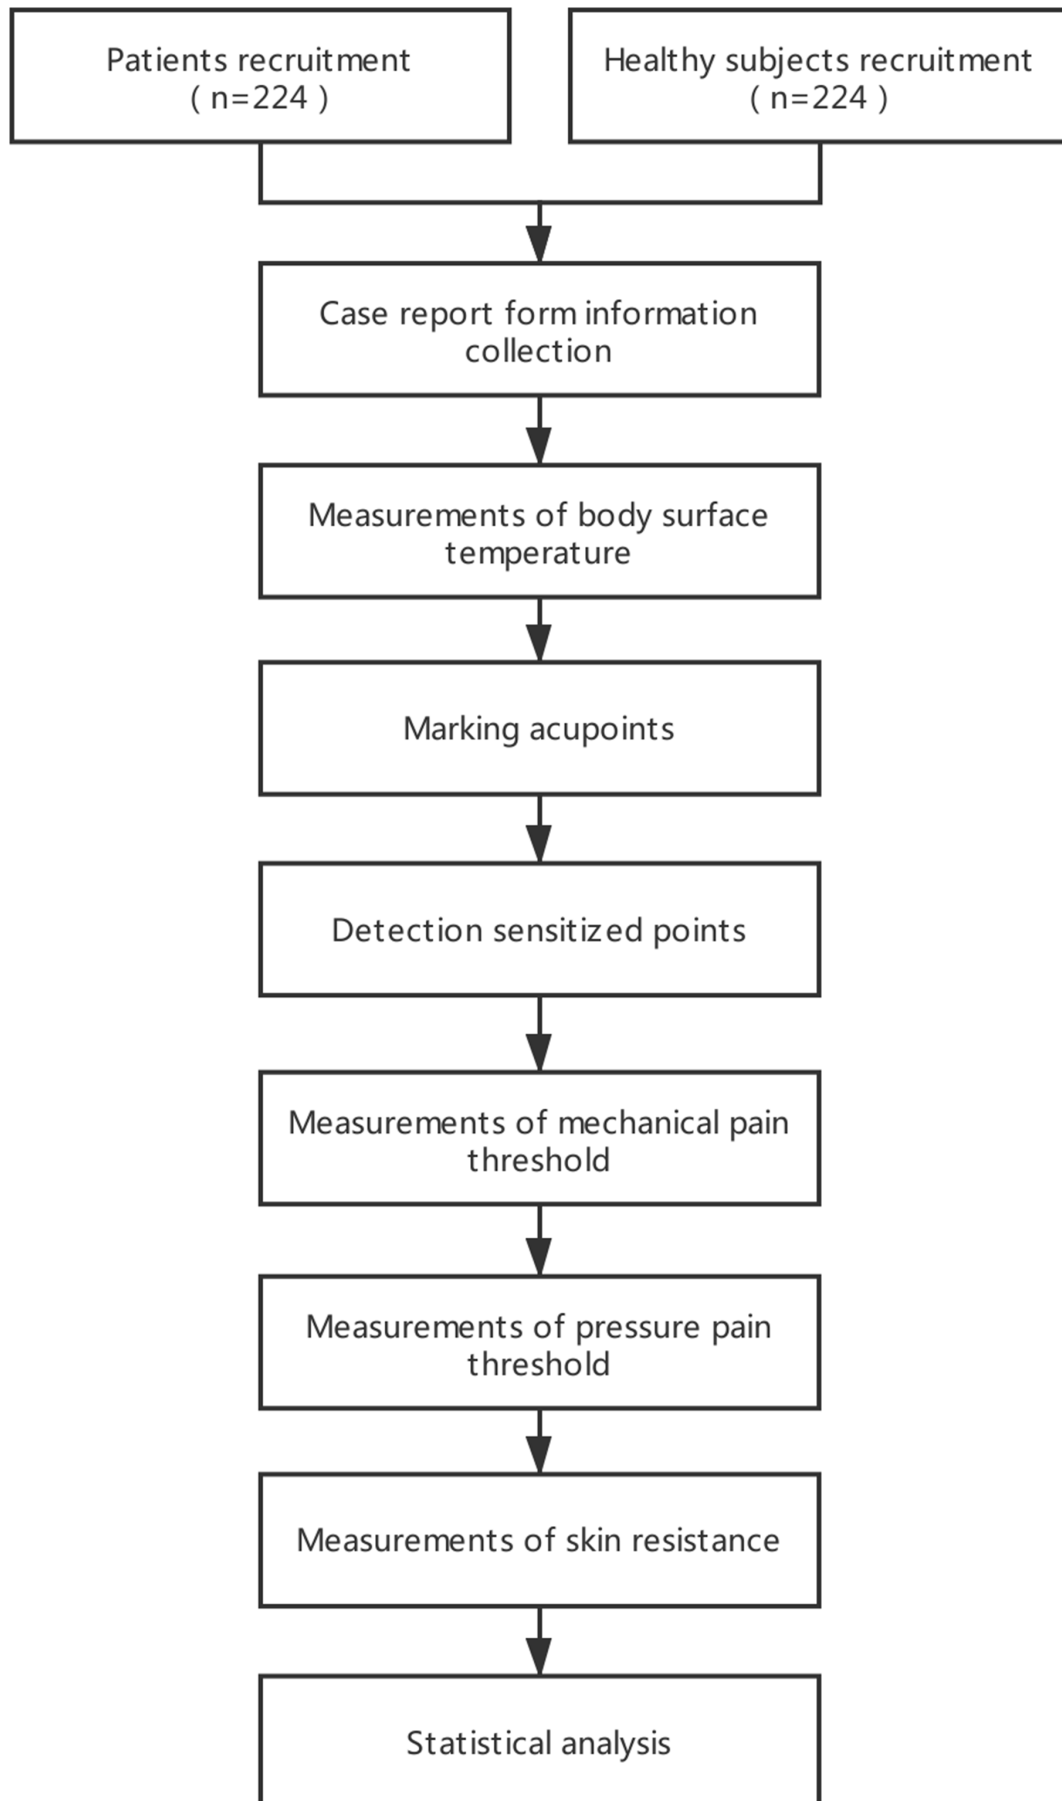 Patients recruitment
( n=224 )
Healthy subjects recruitment
( n=224 )
Case report form information
collection
Measurements of body surface
temperature
Marking acupoints
Detection sensitized points
Measurements of mechanical pain
threshold
Measurements of pressure pain
threshold
Measurements of skin resistance
Statistical analysis